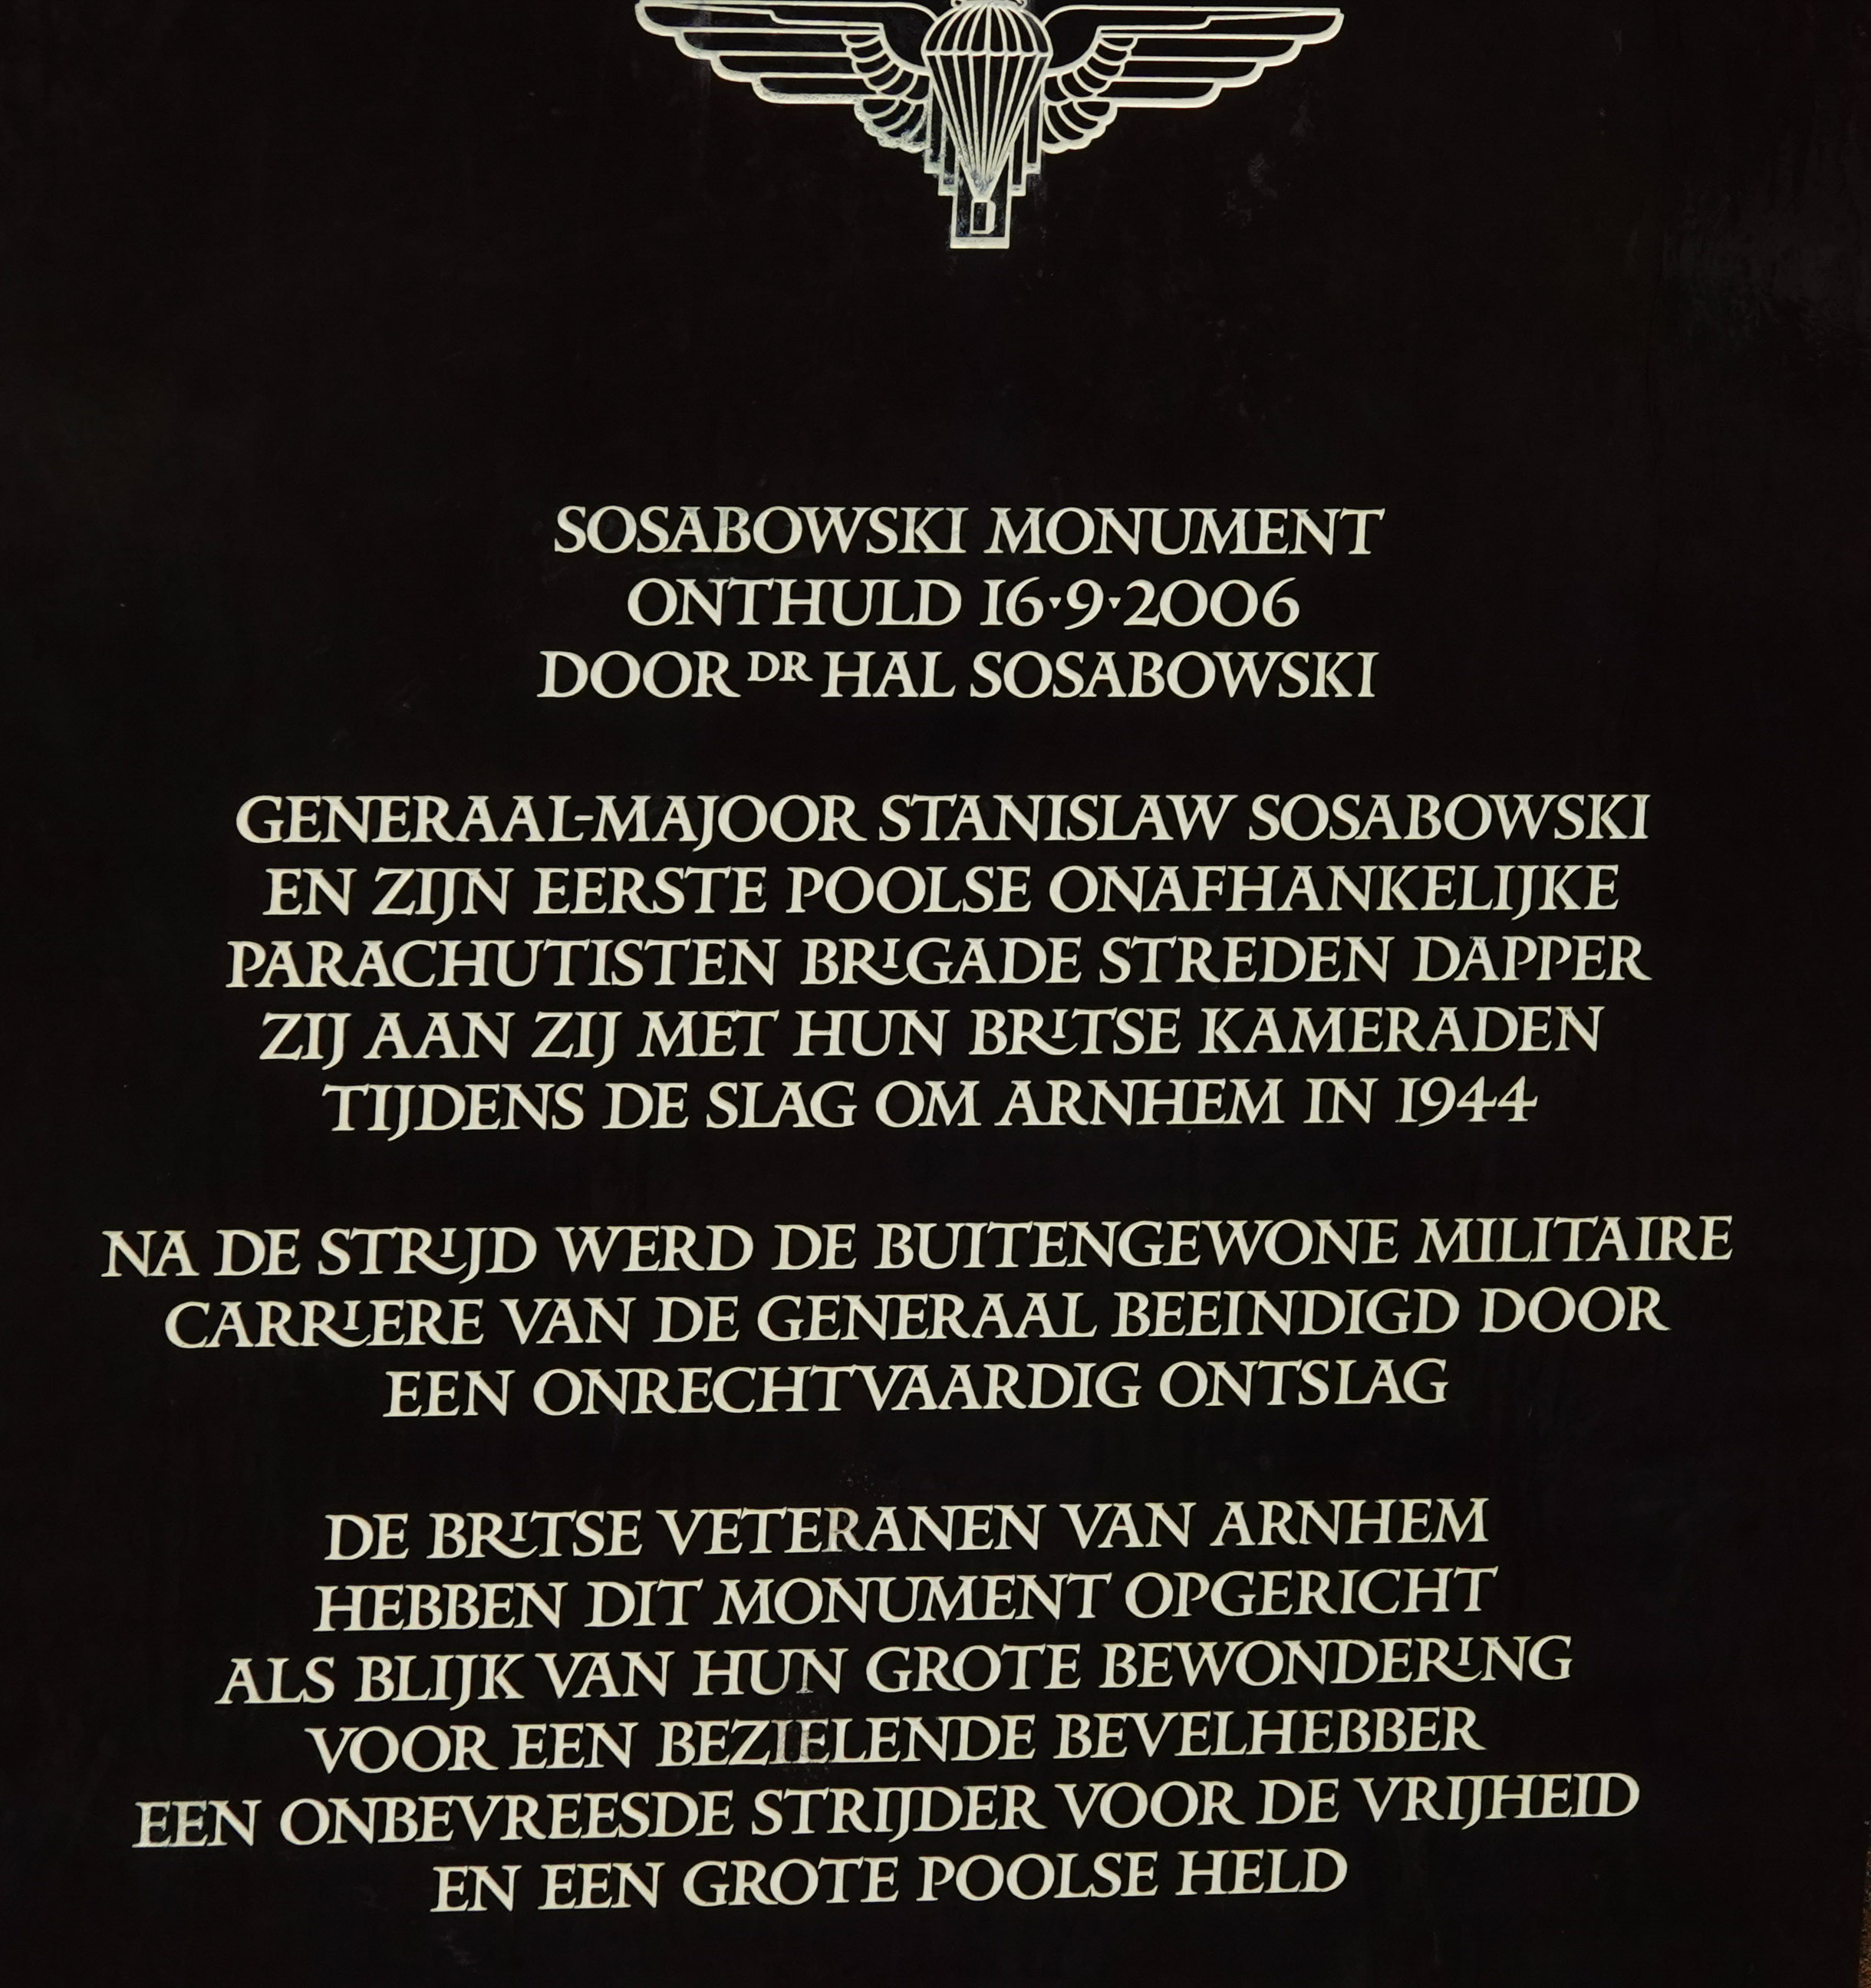 SOSABOWSKI MONUMENT
ONTHULD 16·9·2006
DOOR DR HAL SOSABOWSKI
GENERAAL-MAJOOR STANISLAW SOSABOWSKI
EN ZIJN EERSTE POOLSE ONAFHANKELIJKE
PARACHUTISTEN BRIGADE STREDEN DAPPER
ZIJ AAN ZIJ MET HUN BRITSE KAMERADEN
TIJDENS DE SLAG OM ARNHEM IN 1944
NA DE STRIJD WERD DE BUITENGEWONE MILITAIRE
CARRIERE VAN DE GENERAAL BEEINDIGD DOOR
EEN ONRECHTVAARDIG ONTSLAG
DE BRITSE VETERANEN VAN ARNHEM
HEBBEN DIT MONUMENT OPGERICHT
ALS BLIJK VAN HUN GROTE BEWONDERING
VOOR EEN BEZIELENDE BEVELHEBBER
EEN ONBEVREESDE STRIJDER VOOR DE VRIJHEID
EN EEN GROTE POOLSE HELD